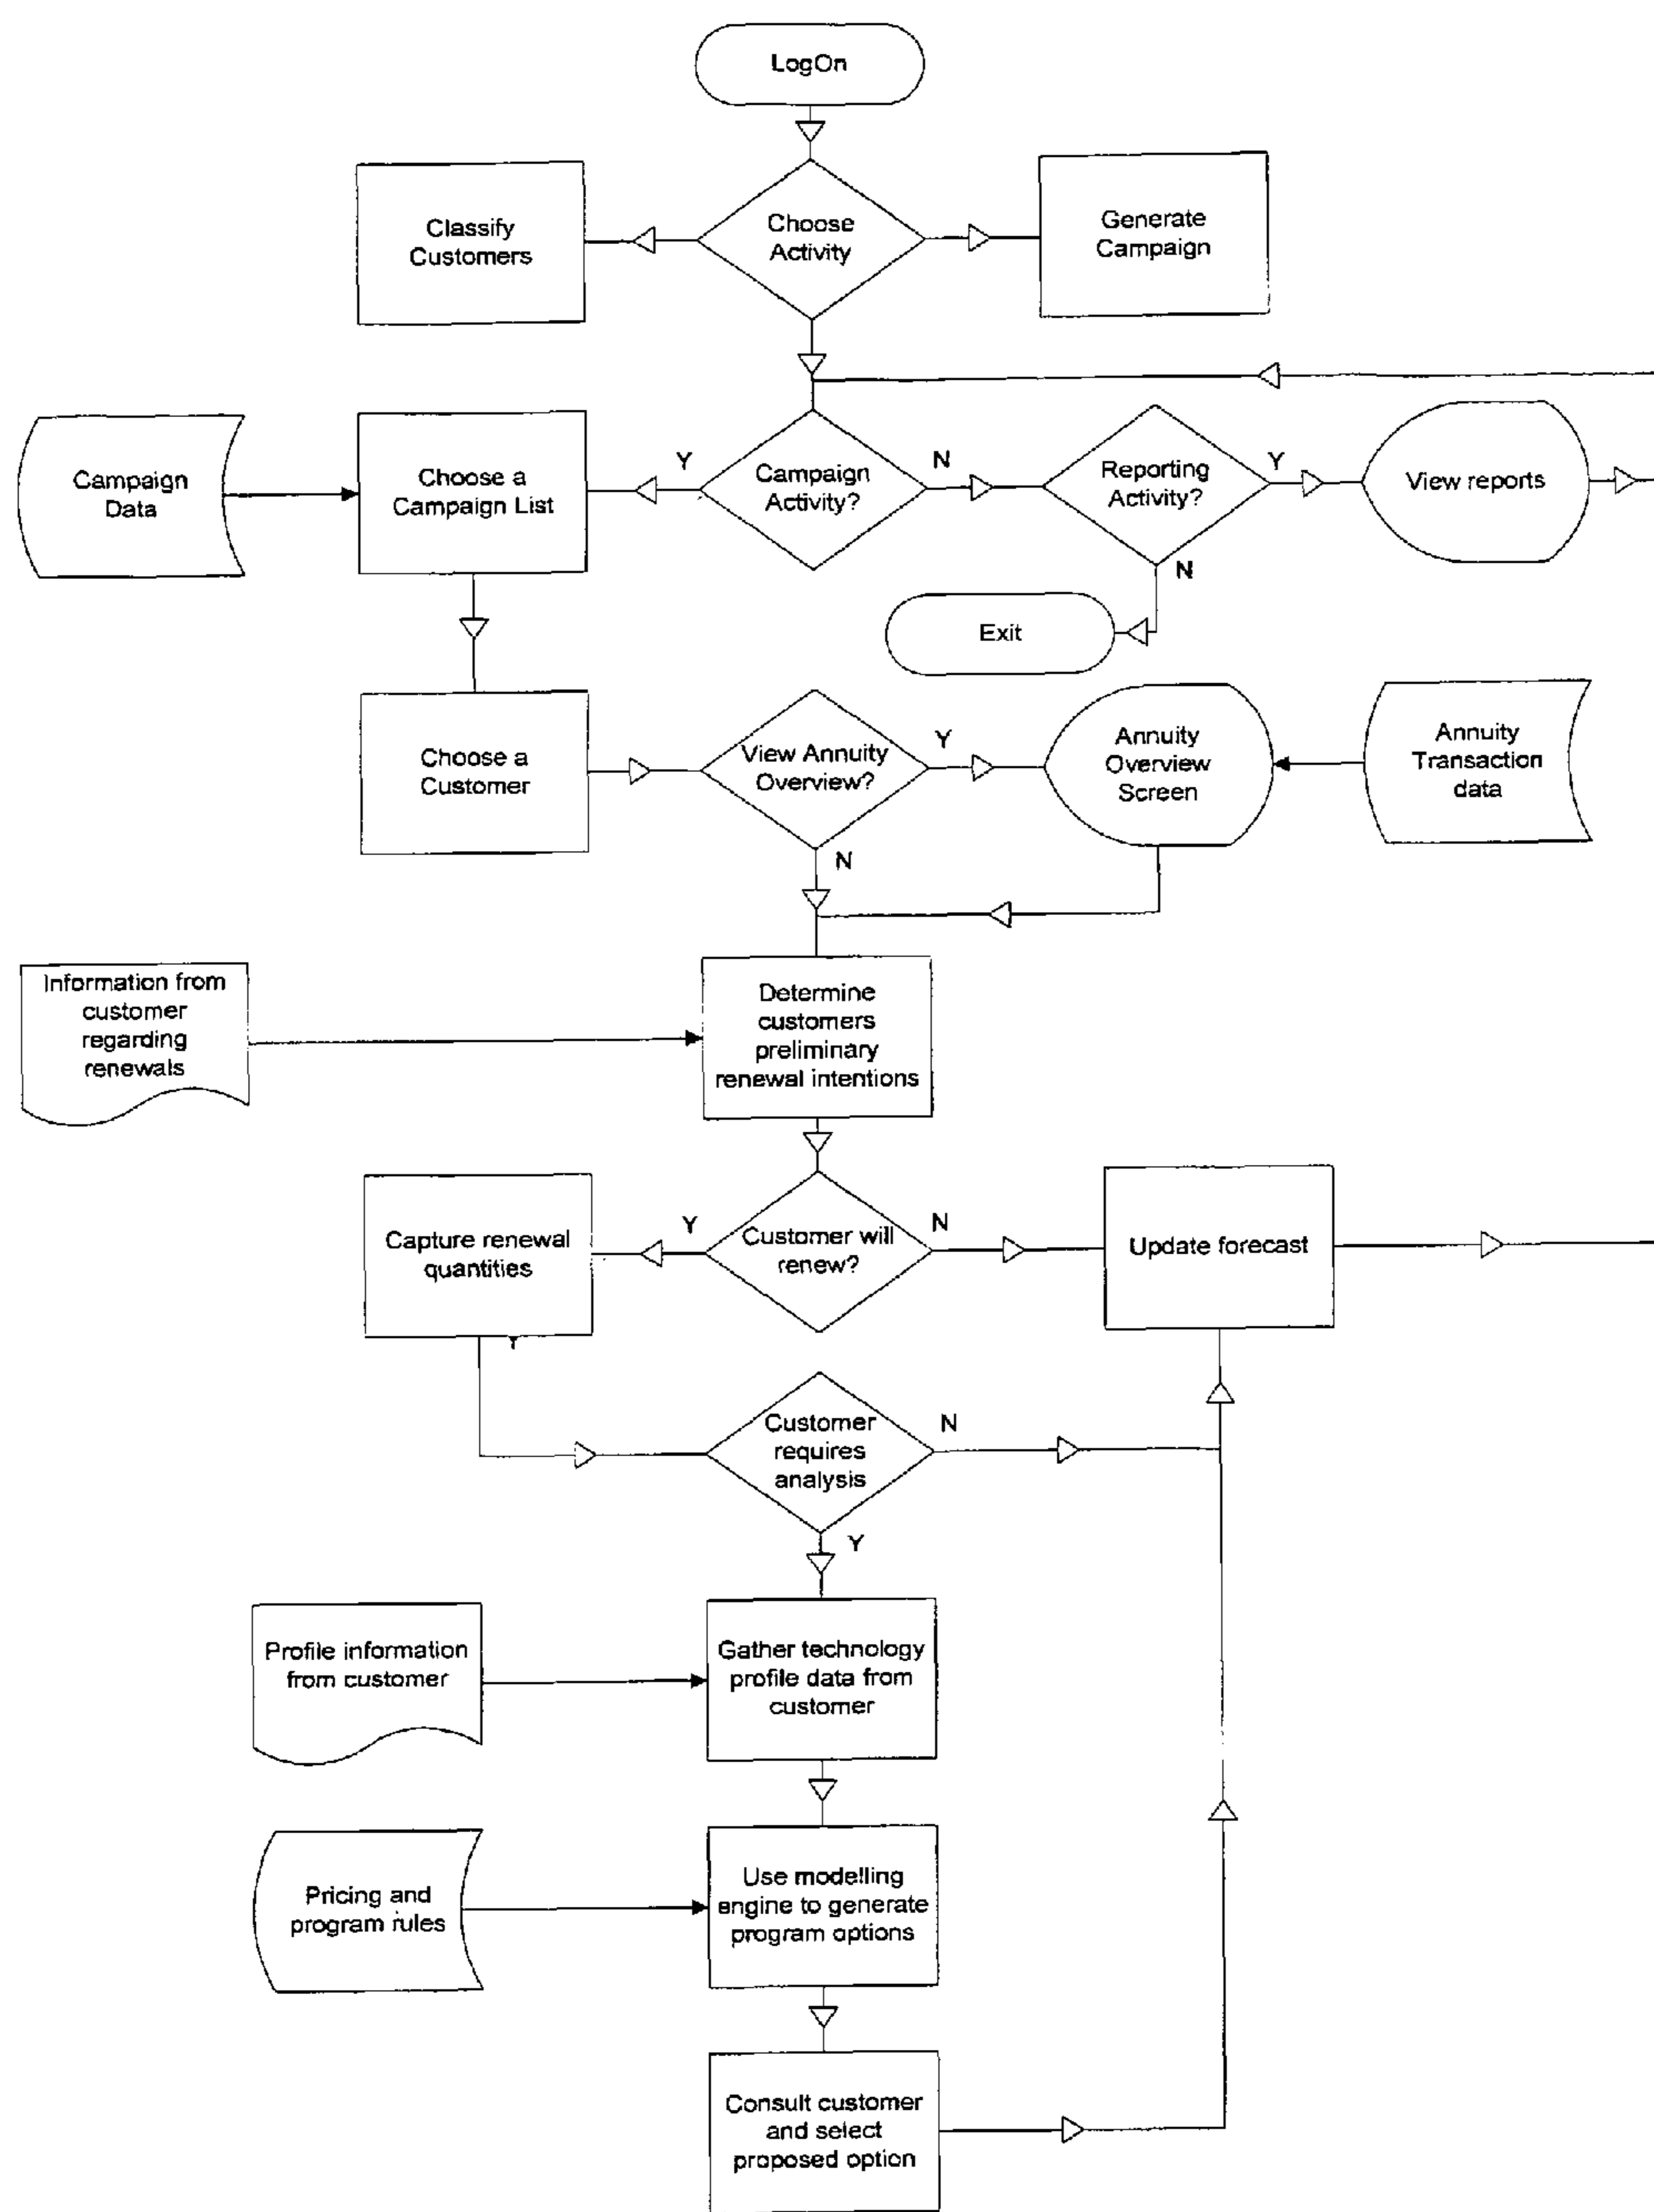 LogOn
Classify
Customers
Choose
Activity
Generate
Campaign
Campaign
Data
Choose a
Campaign List
Y
Campaign
Activity?
N
Reporting
Activity?
Y
View reports
N
Exit
Choose a
Customer
View Annuity
Overview?
Y
Annuity
Overview
Screen
Annuity
Transaction
data
N
Information from
customer
regarding
renewals
Determine
customers
preliminary
renewal intentions
Capture renewal
quantities
Y
Customer will
renew?
N
Update forecast
Y
Customer
requires
analysis
N
Y
Profile information
from customer
Gather technology
profile data from
customer
Pricing and
program rules
Use modelling
engine to generate
program options
Consult customer
and select
proposed option